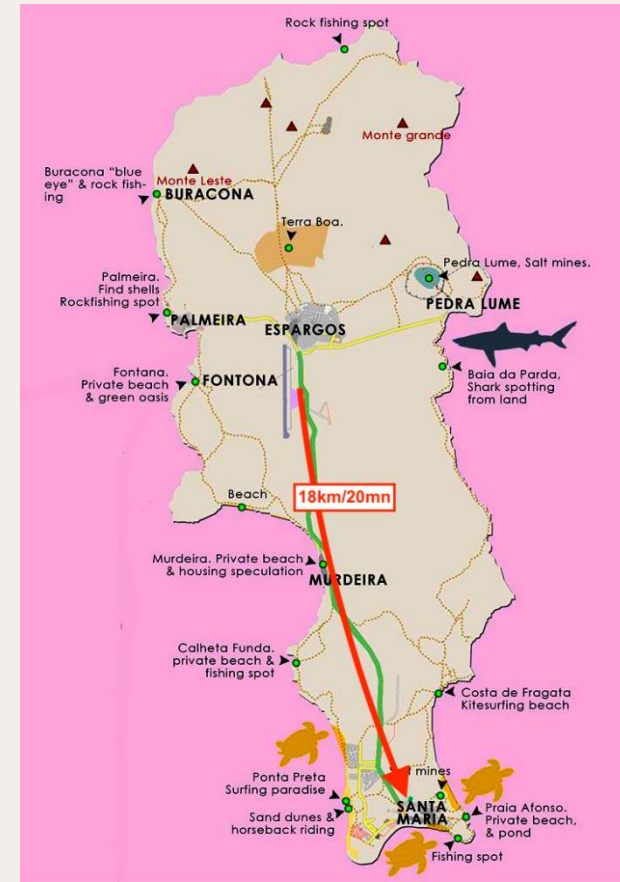 Rock fishing spot
Monte grande
Buracona "blue
eye" & rock fish-
ing
Monte Leste
BURACONA
Terra Boa.
Pedra Lume, Salt mines.
Palmeira.
Find shells
Rockfishing spot
PEDRA LUME
PALMEIRA
ESPARGOS
Fontana.
Private beach
& green oasis
FONTONA
Baia da Parda,
Shark spotting
from land
Beach
18km/20mn
Murdeira. Private beach
& housing speculation
MURDEIRA
Calheta Funda.
private beach &
fishing spot
Costa de Fragata
Kitesurfing beach
Ponta Preta
Surfing paradise
mines
Sand dunes &
horseback riding
SANTA
MARIA
Praia Afonso.
Private beach,
& pond
Fishing spot